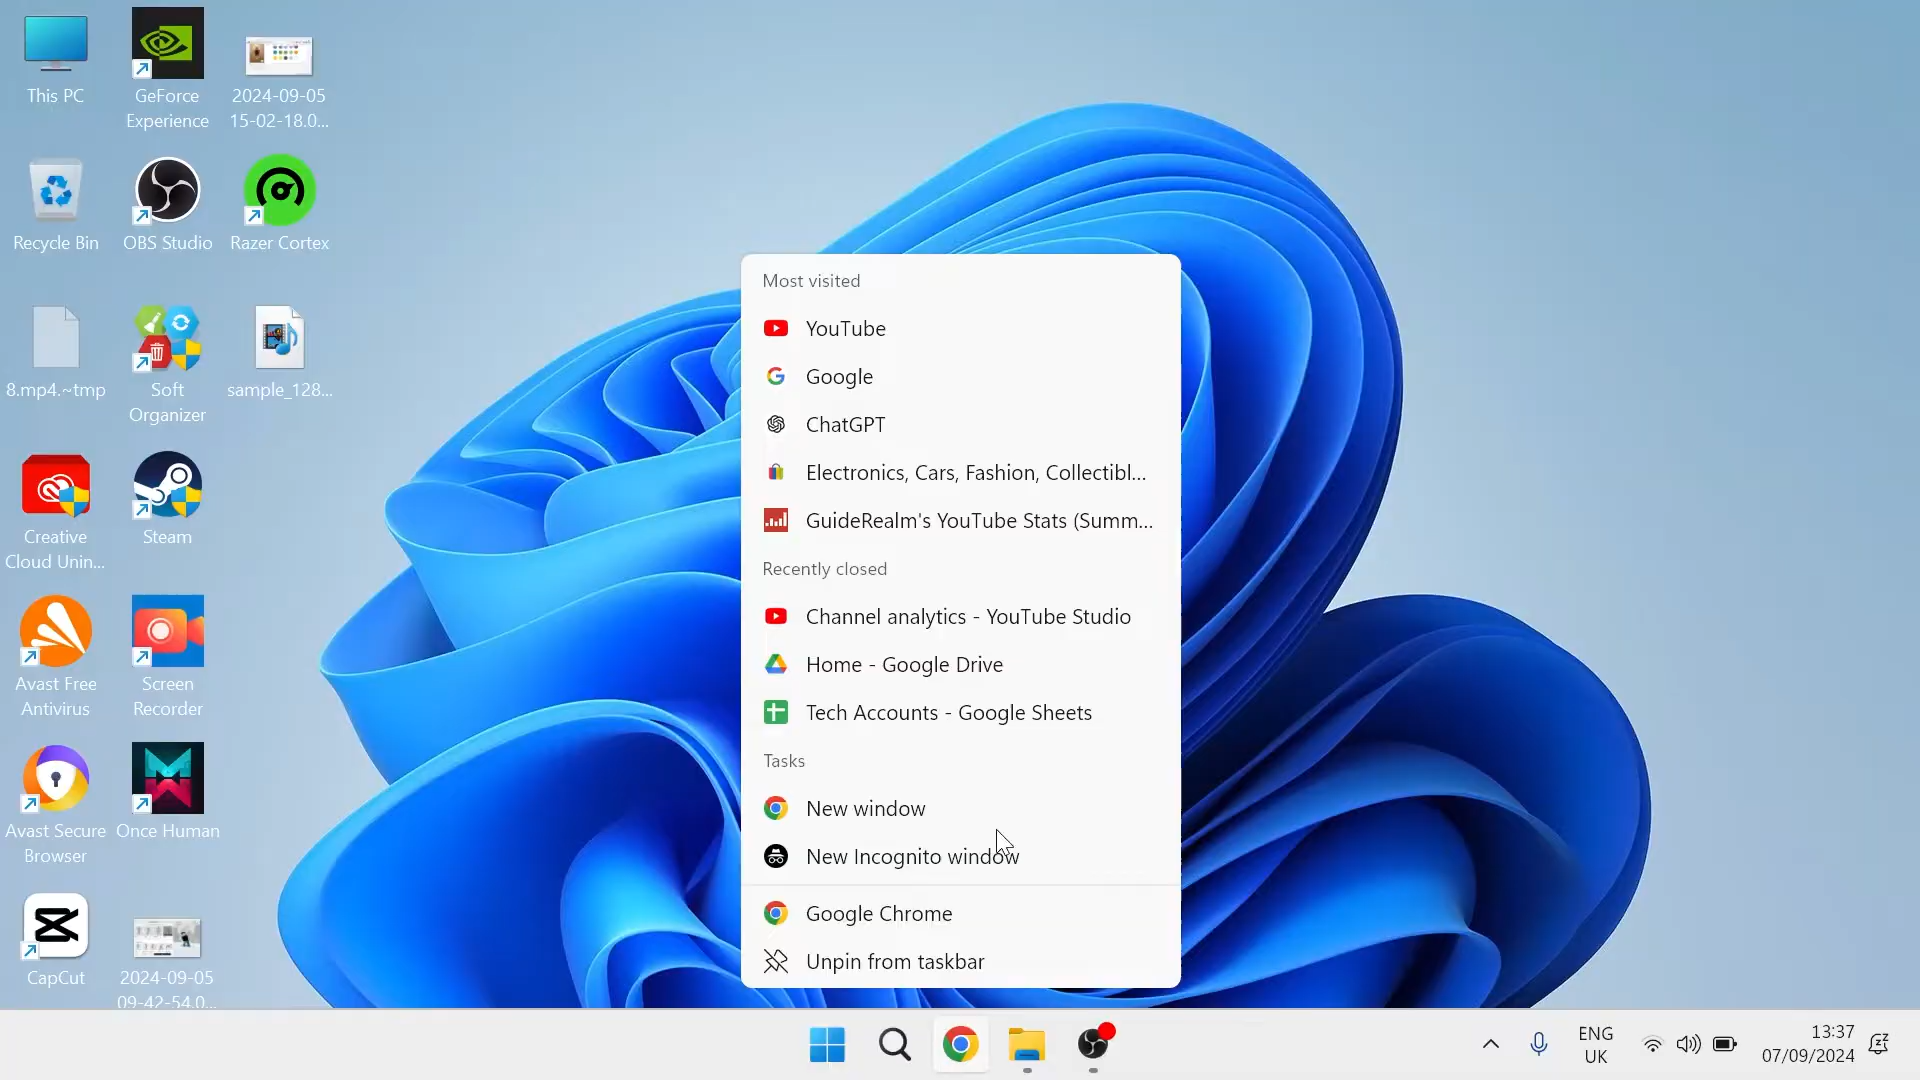 This PC
GeForce
Experience
2024-09-05
15-02-18.0...
Recycle Bin
OBS Studio
Razer Cortex
8.mp4.~tmp
Soft
Organizer
sample_128...
Creative
Cloud Unin...
Steam
Avast Free
Antivirus
Screen
Recorder
Avast Secure
Browser
Once Human
CapCut
2024-09-05
09-42-54.0...
Most visited
YouTube
Google
ChatGPT
Electronics, Cars, Fashion, Collectibl...
GuideRealm's YouTube Stats (Summ...
Recently closed
Channel analytics - YouTube Studio
Home - Google Drive
Tech Accounts - Google Sheets
Tasks
New window
New Incognito window
Google Chrome
Unpin from taskbar
ENG
UK
13:37
07/09/2024